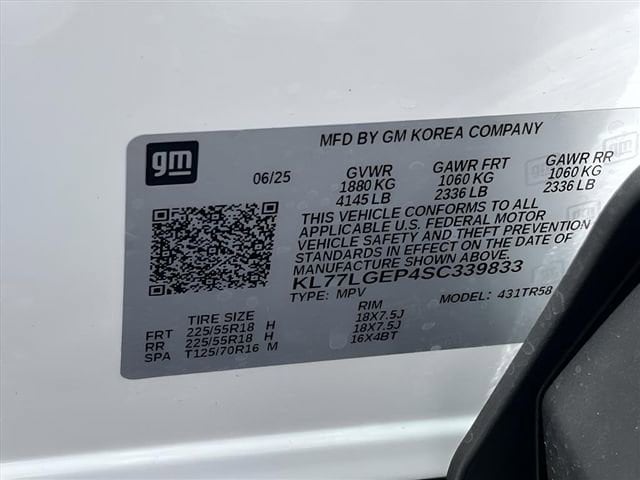 MFD BY GM KOREA COMPANY
gm
06/25
GVWR GAWR FRT GAWR RR
1880 KG 1060 KG 1060 KG
4145 LB 2336 LB 2336 LB
THIS VEHICLE CONFORMS TO ALL
APPLICABLE U.S. FEDERAL MOTOR
VEHICLE SAFETY AND THEFT PREVENTION
STANDARDS IN EFFECT ON THE DATE OF
MANUFACTURE SHOWN ABOVE.
KL77LGEP4SC339833
TYPE: MPV MODEL: 431TR58
TIRE SIZE RIM
FRT 225/55R18 H 18X7.5J
RR 225/55R18 H 18X7.5J
SPA T125/70R16 M 16X4BT